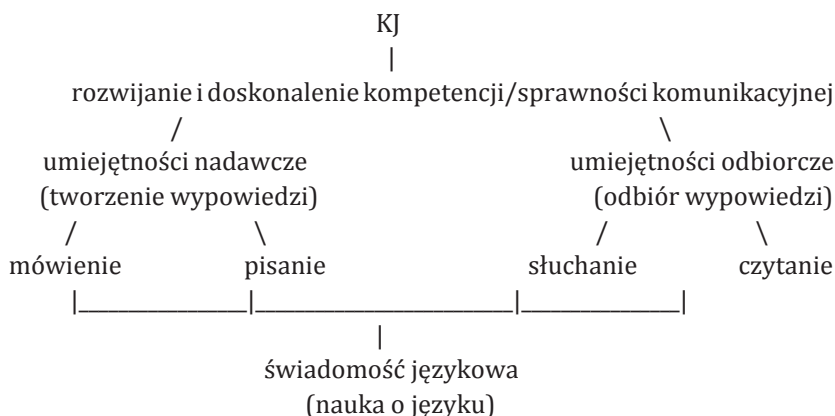 KJ
rozwijanie i doskonalenie kompetencji/sprawności komunikacyjnej
umiejętności nadawcze umiejętności odbiorcze
(tworzenie wypowiedzi) (odbiór wypowiedzi)
mówienie pisanie słuchanie czytanie
świadomość językowa
(nauka o języku)